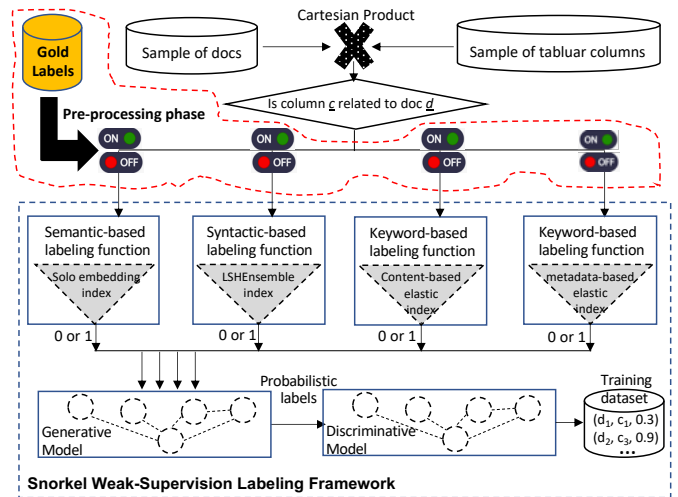 Cartesian Product
Gold
Labels
Sample of docs
Sample of tabluar columns
Is column c related to doc d
Pre-processing phase
ON
OFF
ON
OFF
ON
OFF
ON
OFF
Semantic-based
labeling function
Solo embedding
index
Syntactic-based
labeling function
LSHEnsemble
index
Keyword-based
labeling function
Content-based
elastic
index
Keyword-based
labeling function
metadata-based
elastic
index
0 or 1
0 or 1
0 or 1
0 or 1
Generative
Model
Probabilistic
labels
Discriminative
Model
Training
dataset
(d1, c1, 0.3)
(d2, c3, 0.9)
...
Snorkel Weak-Supervision Labeling Framework